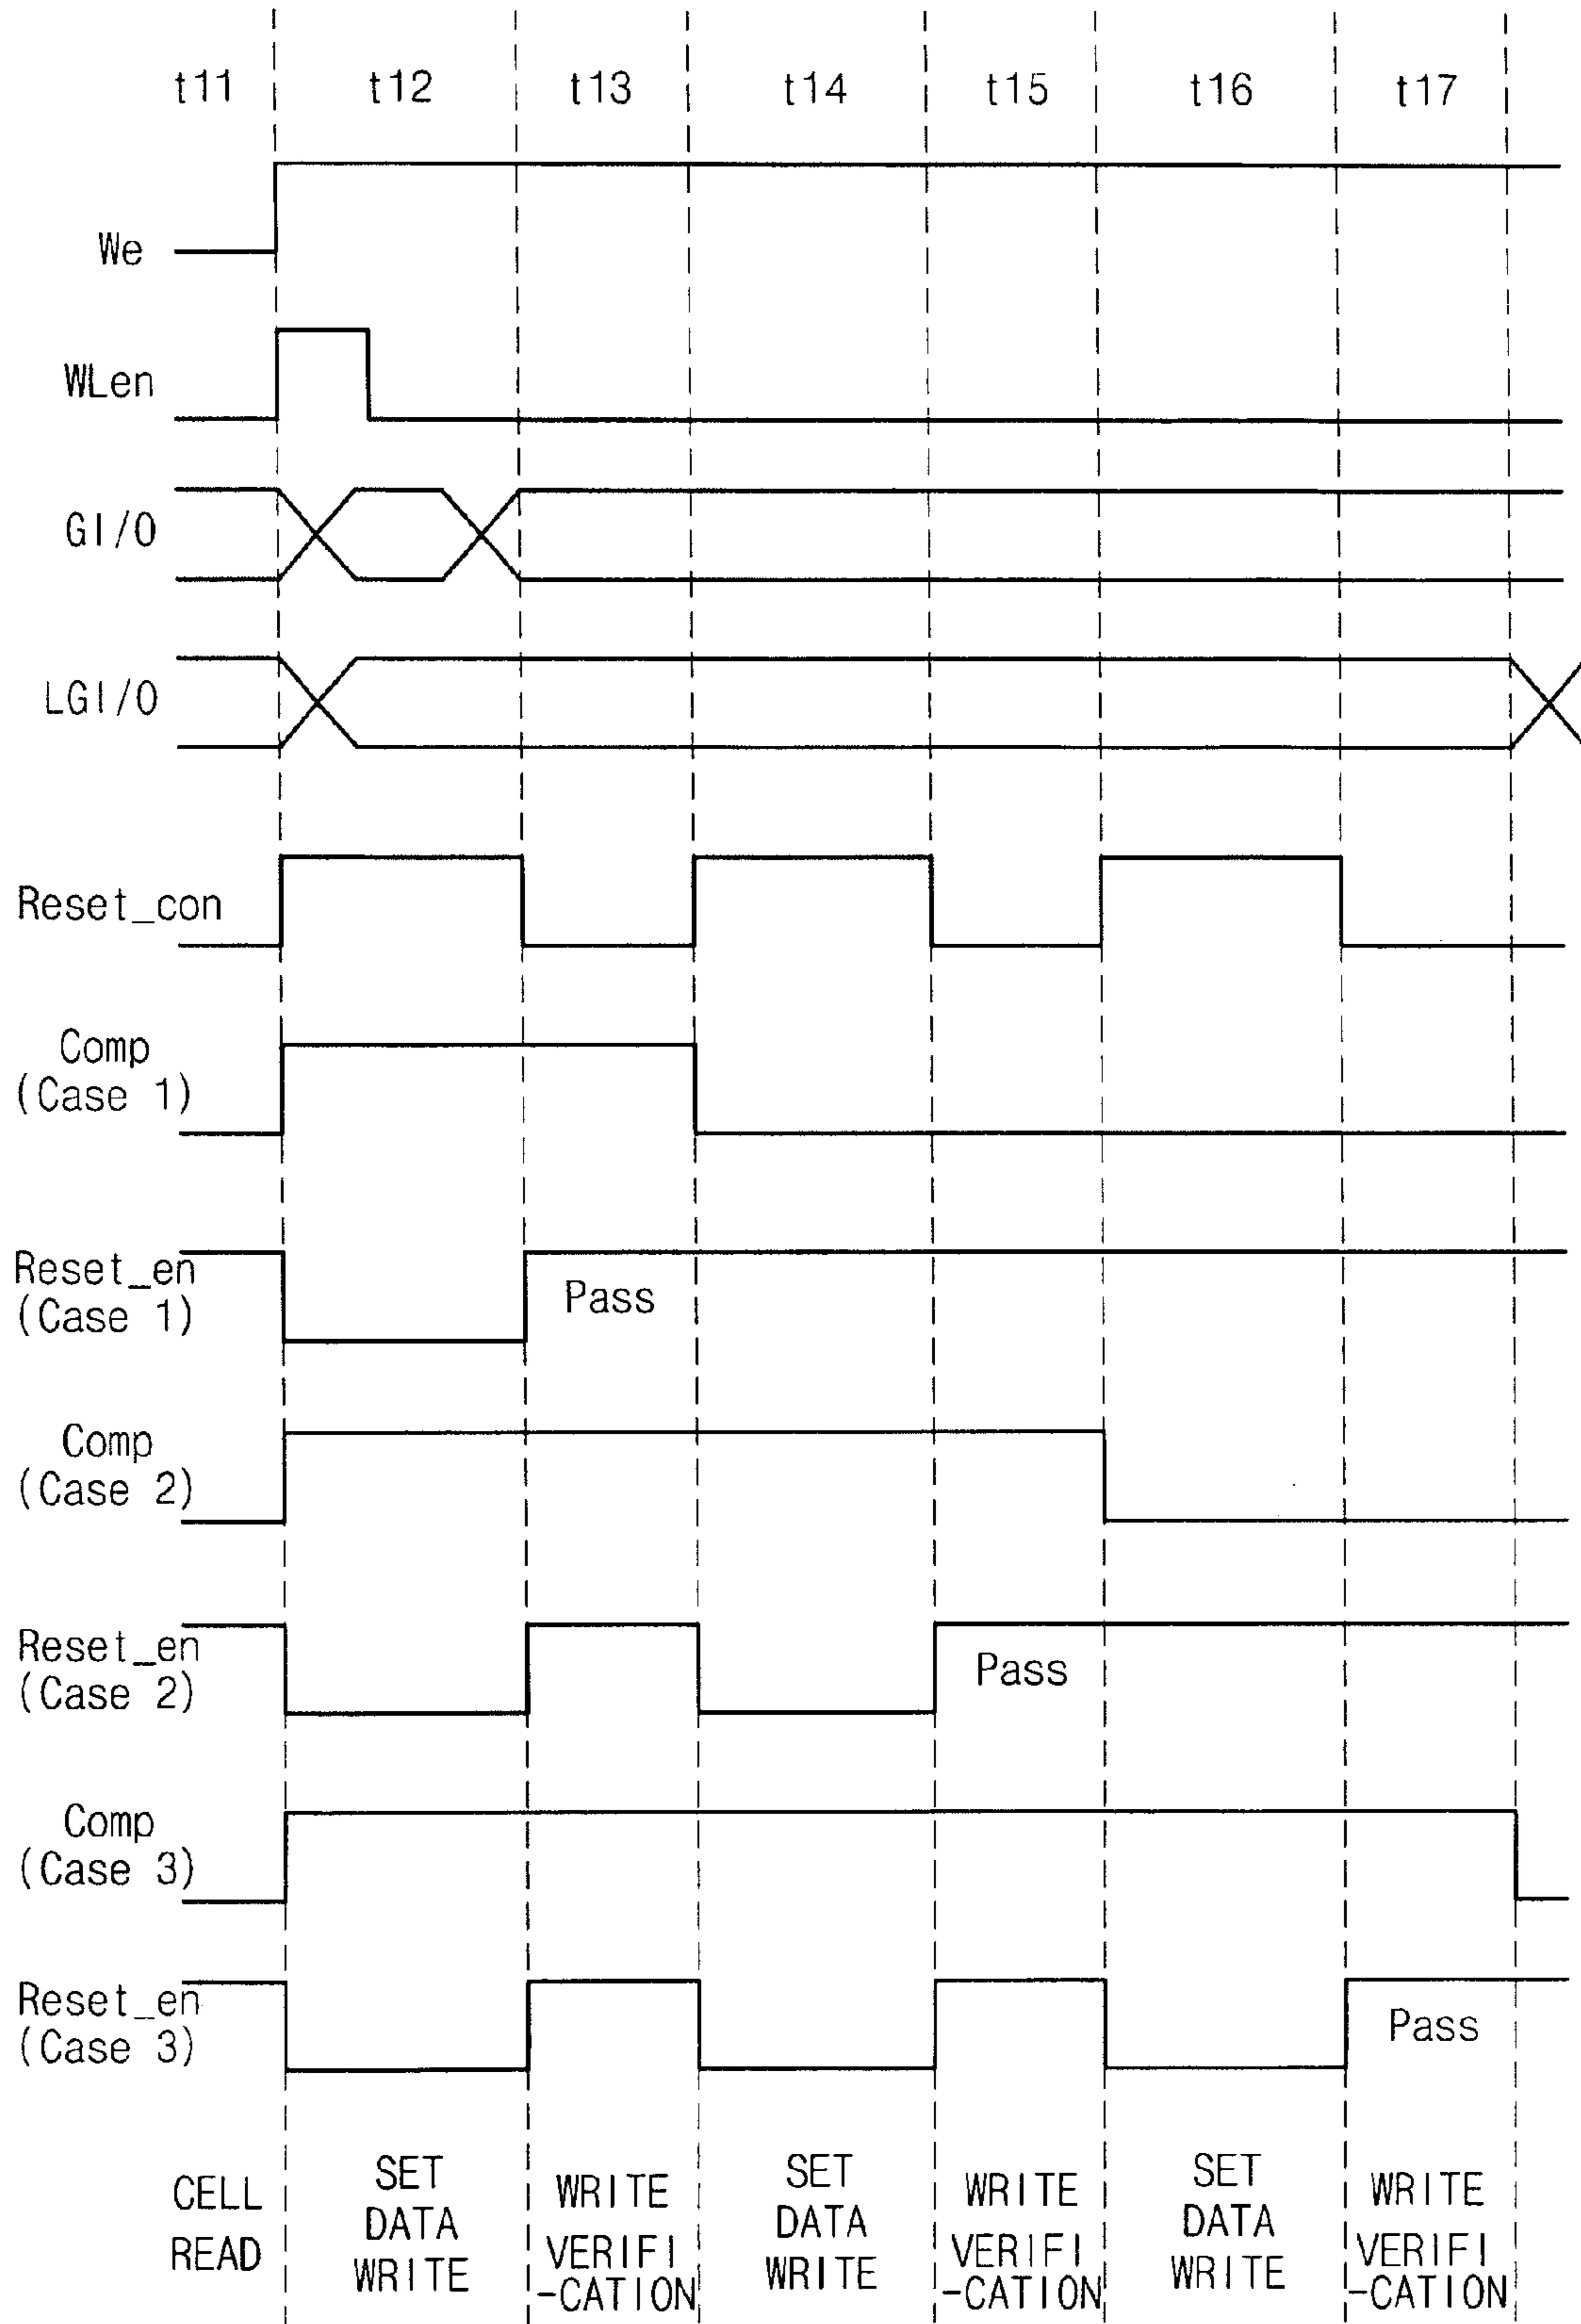 t11 t12 t13 t14 t15 t16 t17
We
WLen
GI/O
LGI/O
Reset_con
Comp
(Case 1)
Reset_en
(Case 1)
Pass
Comp
(Case 2)
Reset_en
(Case 2)
Pass
Comp
(Case 3)
Reset_en
(Case 3)
Pass
CELL
READ
SET
DATA
WRITE
WRITE
VERIFI
-CATION
SET
DATA
WRITE
WRITE
VERIFI
-CATION
SET
DATA
WRITE
WRITE
VERIFI
-CATION